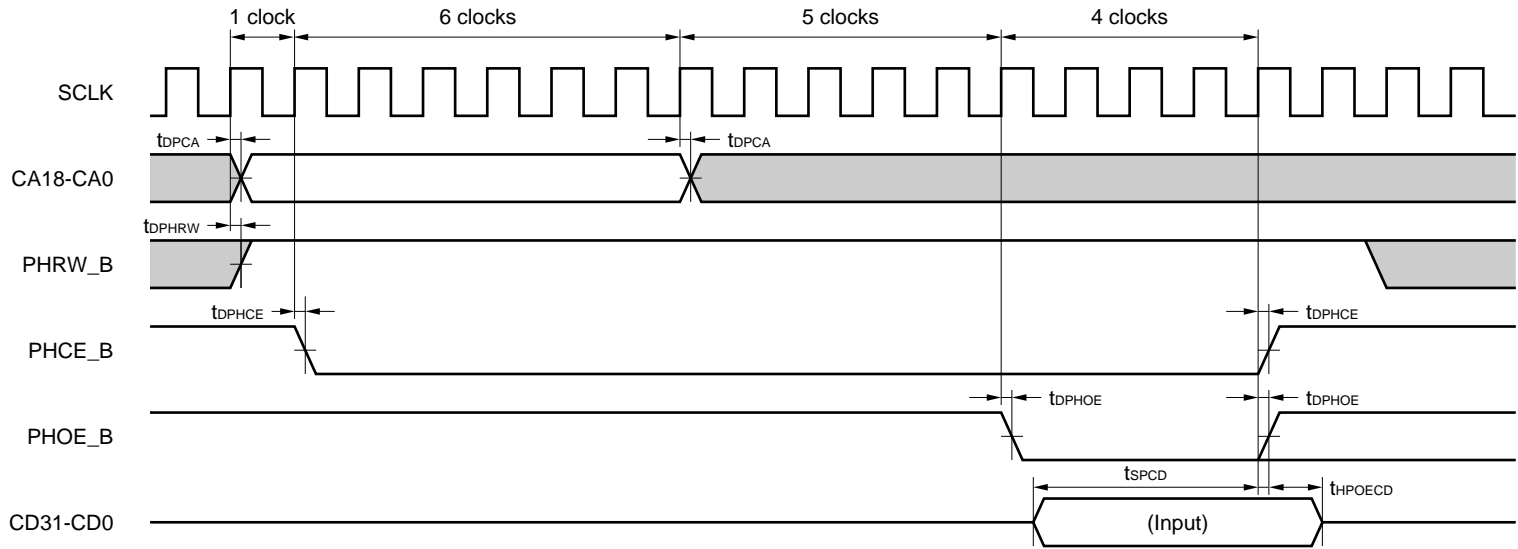 1 clock 6 clocks 5 clocks 4 clocks
SCLK
tDPCA tDPCA
CA18-CA0
tDPHRW
PHRW_B
tDPHCE tDPHCE
PHCE_B
tDPHOE tDPHOE
PHOE_B
tSPCD tHPOECD
CD31-CD0 (Input)